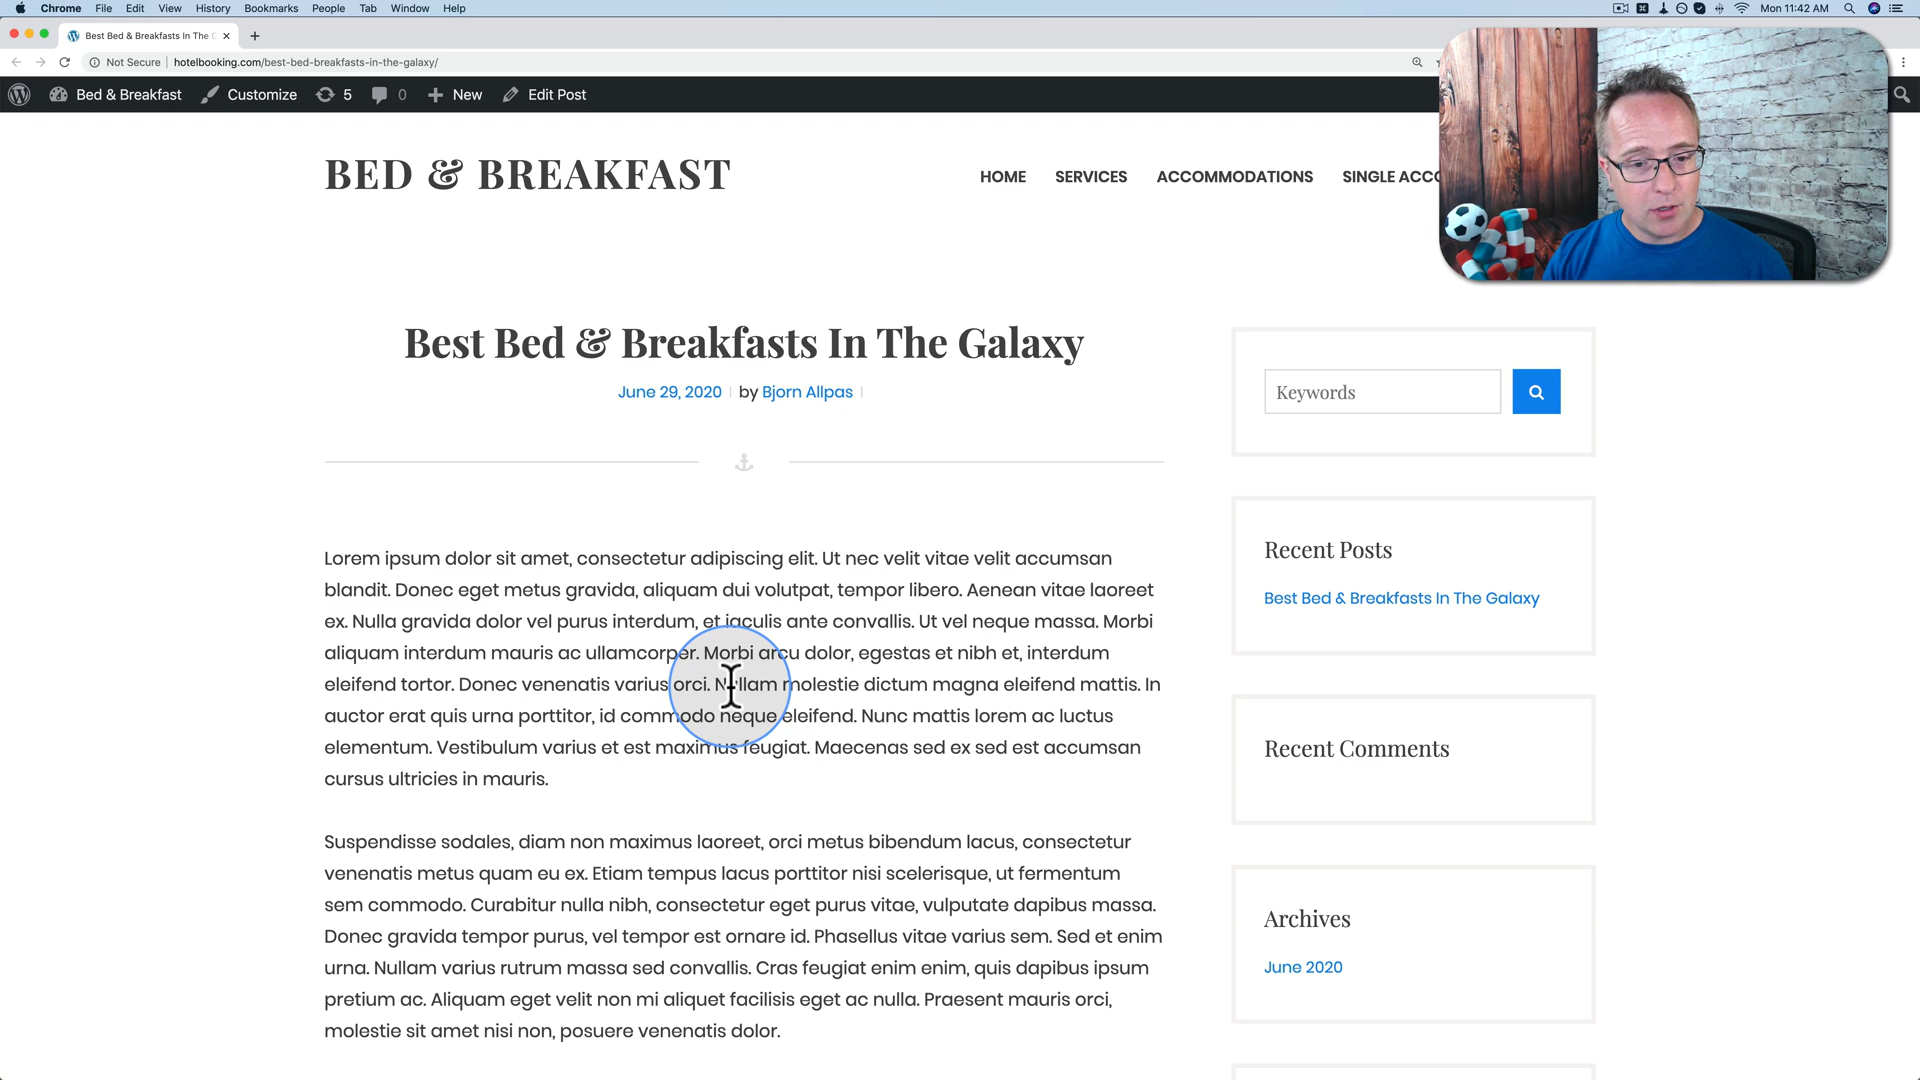 Chrome File Edit View History Bookmarks People Tab Window Help Mon 11:42 AM
Best Bed & Breakfasts In The
Not Secure hotelbooking.com/best-bed-breakfasts-in-the-galaxy/
Bed & Breakfast Customize 5 0 New Edit Post
BED & BREAKFAST
HOME SERVICES ACCOMMODATIONS SINGLE ACCO
Best Bed & Breakfasts In The Galaxy
June 29, 2020 by Bjorn Allpas
Lorem ipsum dolor sit amet, consectetur adipiscing elit. Ut nec velit vitae velit accumsan
blandit. Donec eget metus gravida, aliquam dui volutpat, tempor libero. Aenean vitae laoreet
ex. Nulla gravida dolor vel purus interdum, et iaculis ante convallis. Ut vel neque massa. Morbi
aliquam interdum mauris ac ullamcorper. Morbi arcu dolor, egestas et nibh et, interdum
eleifend tortor. Donec venenatis varius orci. Nullam molestie dictum magna eleifend mattis. In
auctor erat quis urna porttitor, id commodo neque eleifend. Nunc mattis lorem ac luctus
elementum. Vestibulum varius et est maximus feugiat. Maecenas sed ex sed est accumsan
cursus ultricies in mauris.
Suspendisse sodales, diam non maximus laoreet, orci metus bibendum lacus, consectetur
venenatis metus quam eu ex. Etiam tempus lacus porttitor nisi scelerisque, ut fermentum
sem commodo. Curabitur nulla nibh, consectetur eget purus vitae, vulputate dapibus massa.
Donec gravida tempor purus, vel tempor est ornare id. Phasellus vitae varius sem. Sed et enim
urna. Nullam varius rutrum massa sed convallis. Cras feugiat enim enim, quis dapibus ipsum
pretium ac. Aliquam eget velit non mi aliquet facilisis eget ac nulla. Praesent mauris orci,
molestie sit amet nisi non, posuere venenatis dolor.
Keywords
Recent Posts
Best Bed & Breakfasts In The Galaxy
Recent Comments
Archives
June 2020